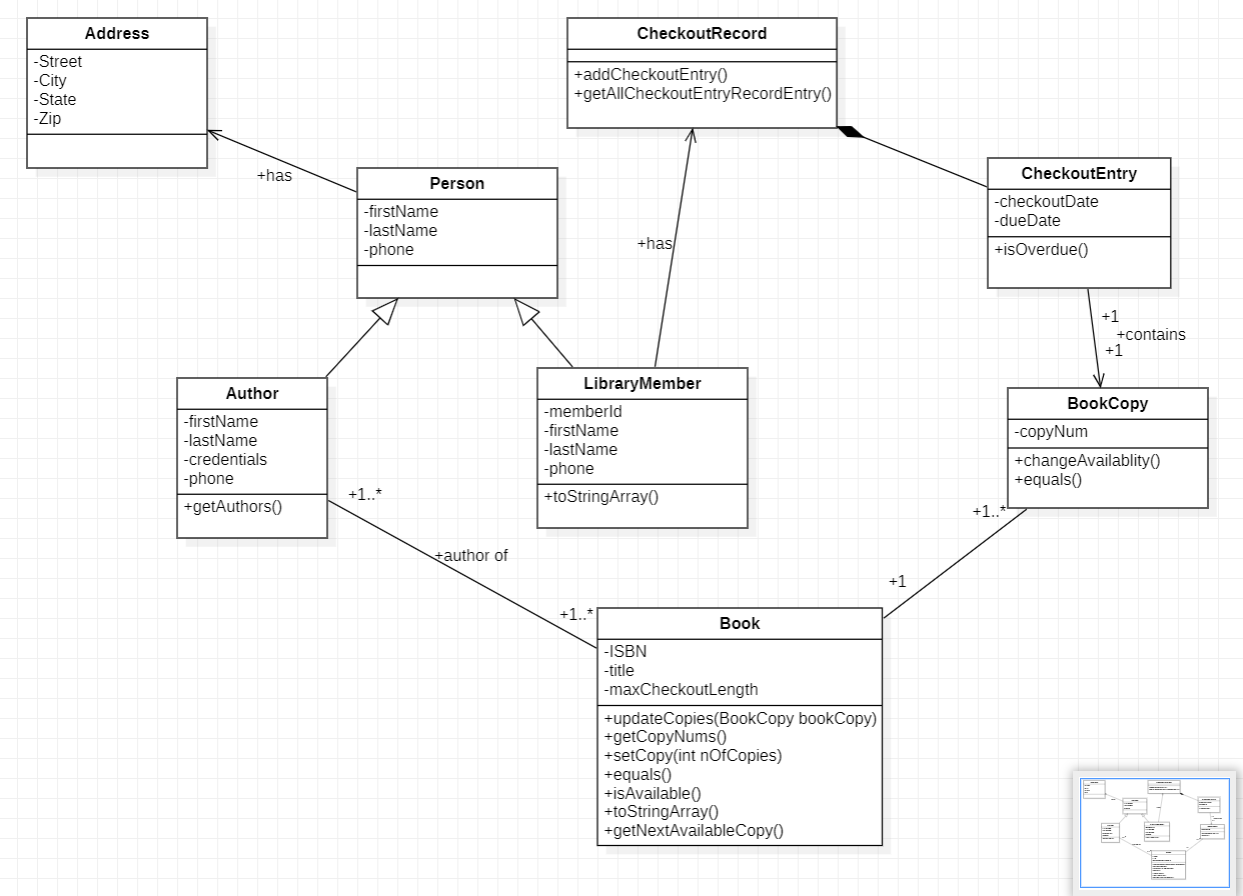 Address
-Street
-City
-State
-Zip
CheckoutRecord
+addCheckoutEntry()
+getAllCheckoutEntryRecordEntry()
+has
Person
-firstName
-lastName
-phone
CheckoutEntry
-checkoutDate
-dueDate
+isOverdue()
+has
+1
+contains
+1
Author
-firstName
-lastName
-credentials
-phone
+getAuthors()
LibraryMember
-memberId
-firstName
-lastName
-phone
+toStringArray()
BookCopy
-copyNum
+changeAvailablity()
+equals()
+1..*
+1..*
+author of
+1
+1..*
Book
-ISBN
-title
-maxCheckoutLength
+updateCopies(BookCopy bookCopy)
+getCopyNums()
+setCopy(int nOfCopies)
+equals()
+isAvailable()
+toStringArray()
+getNextAvailableCopy()